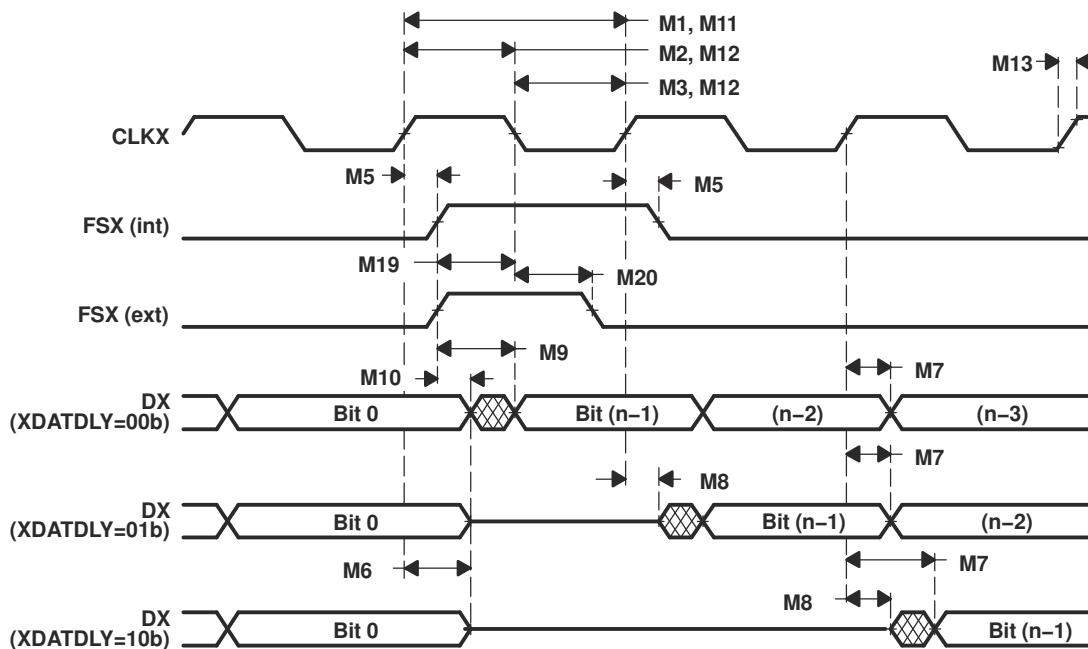 M1, M11
M2, M12
M13
M3, M12
CLKX
M5
M5
FSX (int)
M19
M20
FSX (ext)
M9
M10
M7
DX
(XDATDLY=00b)
Bit 0
Bit (n−1)
(n−2)
(n−3)
M7
M8
DX
(XDATDLY=01b)
Bit 0
Bit (n−1)
(n−2)
M6
M7
M8
DX
(XDATDLY=10b)
Bit 0
Bit (n−1)